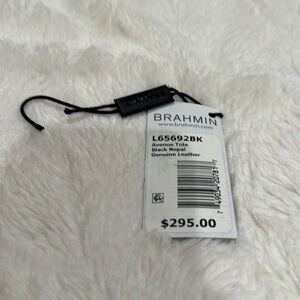 BRAHMIN
www.brahmin.com
L65692BK
Avenue Tote
Black Nepal
Genuine Leather
$295.00